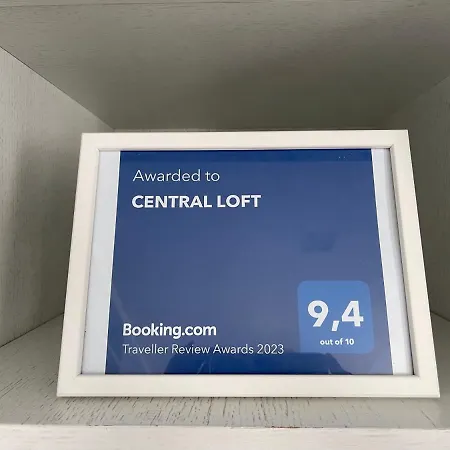 Awarded to
CENTRAL LOFT
9,4
out of 10
Booking.com
Traveller Review Awards 2023